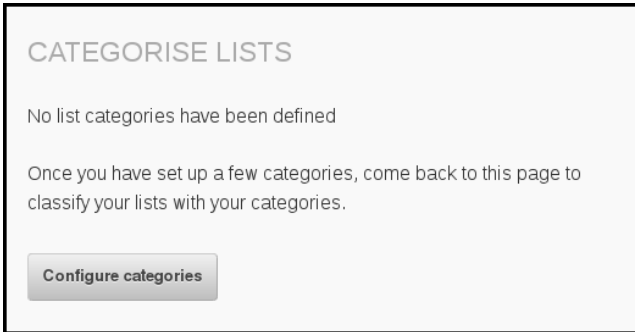 CATEGORISE LISTS
No list categories have been defined
Once you have set up a few categories, come back to this page to
classify your lists with your categories.
Configure categories